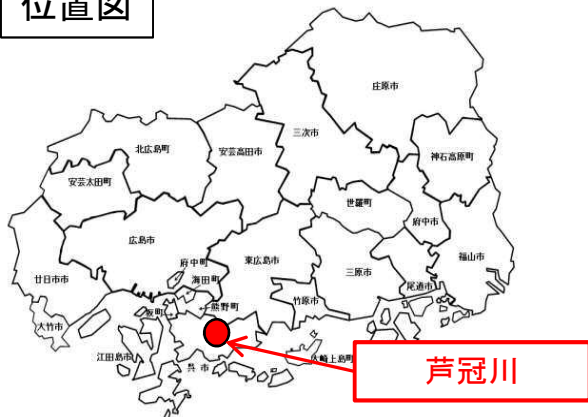 位置図
庄原市
三次市
北広島町
安芸高田市
神石高原町
安芸太田町
世羅町
府中市
広島市
府中町
東広島市
福山市
海田町
三原市
廿日市市
尾道市
竹原市
熊野町
坂町
大竹市
江田島市
大崎上島町
呉市
芦冠川